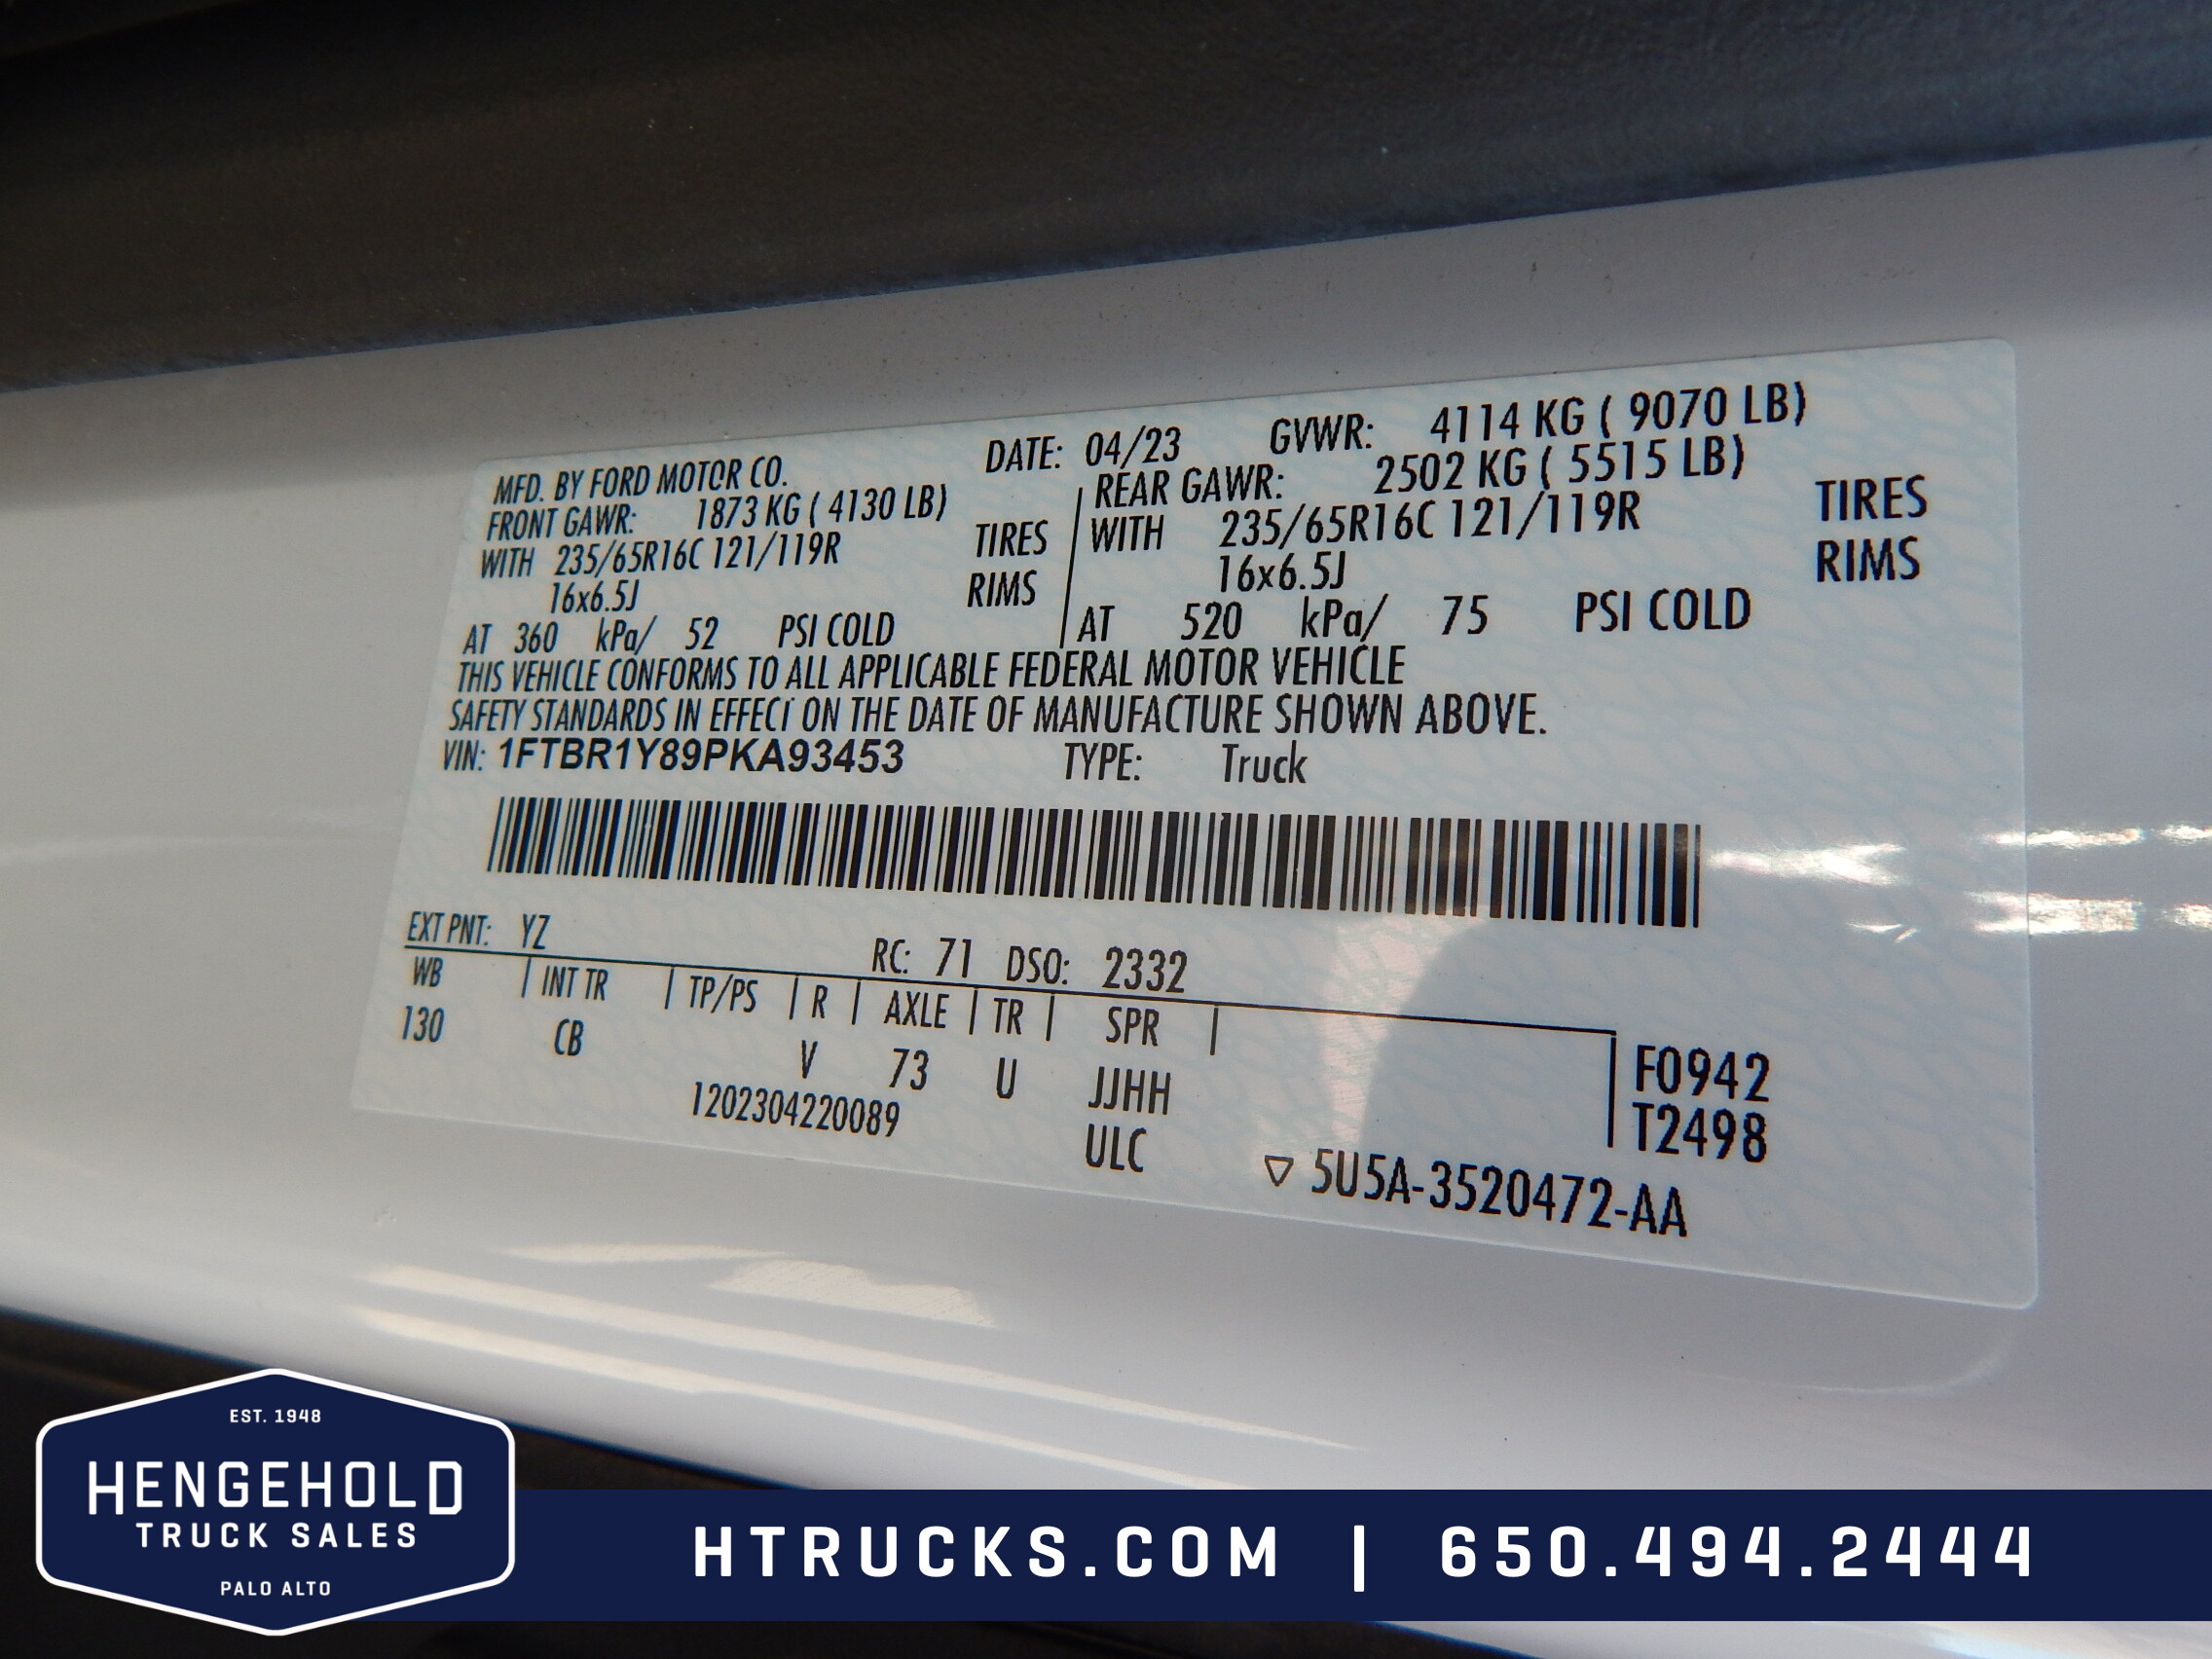 MFD. BY FORD MOTOR CO. DATE: 04/23 GVWR: 4114 KG ( 9070 LB)
FRONT GAWR: 1873 KG ( 4130 LB) REAR GAWR: 2502 KG ( 5515 LB)
WITH 235/65R16C 121/119R TIRES WITH 235/65R16C 121/119R TIRES
16x6.5J RIMS 16x6.5J RIMS
AT 360 kPa/ 52 PSI COLD AT 520 kPa/ 75 PSI COLD
THIS VEHICLE CONFORMS TO ALL APPLICABLE FEDERAL MOTOR VEHICLE
SAFETY STANDARDS IN EFFECT ON THE DATE OF MANUFACTURE SHOWN ABOVE.
VIN: 1FTBR1Y89PKA93453 TYPE: Truck
EXT PNT: YZ RC: 71 DSO: 2332
WB | INT TR | TP/PS | R | AXLE | TR | SPR |
130 CB V 73 U JJHH F0942
1202304220089 ULC T2498
▽ 5U5A-3520472-AA
EST. 1948
HENGEHOLD
TRUCK SALES
PALO ALTO
HTRUCKS.COM | 650.494.2444